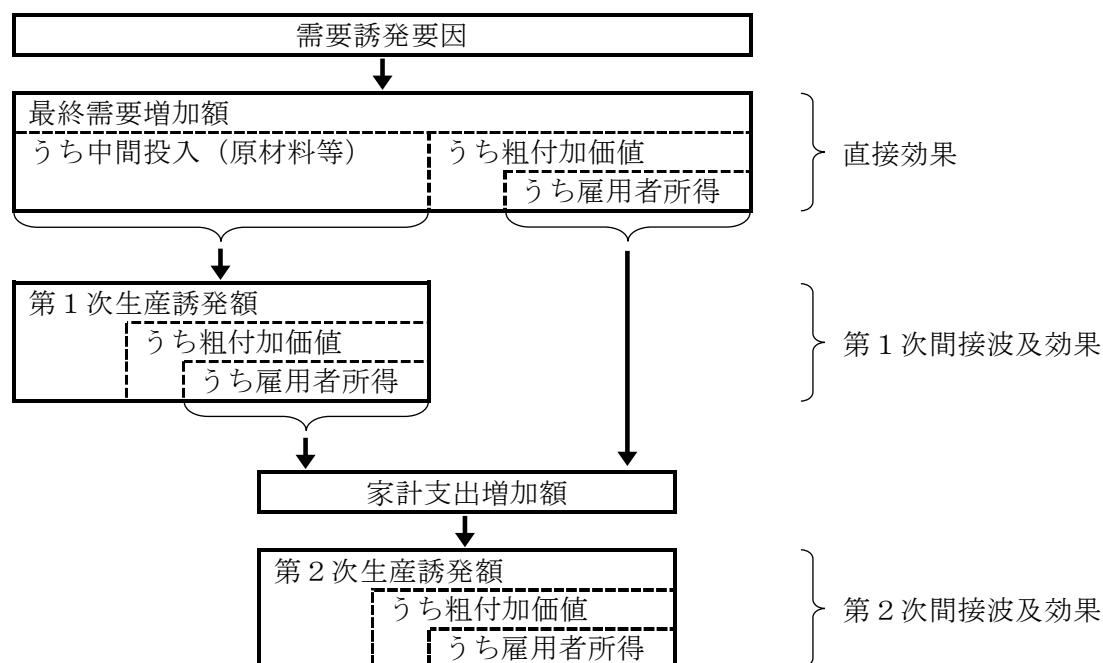 需要誘発要因
最終需要増加額
うち中間投入（原材料等）
うち粗付加価値
うち雇用者所得
直接効果
第１次生産誘発額
うち粗付加価値
うち雇用者所得
第１次間接波及効果
家計支出増加額
第２次生産誘発額
うち粗付加価値
うち雇用者所得
第２次間接波及効果